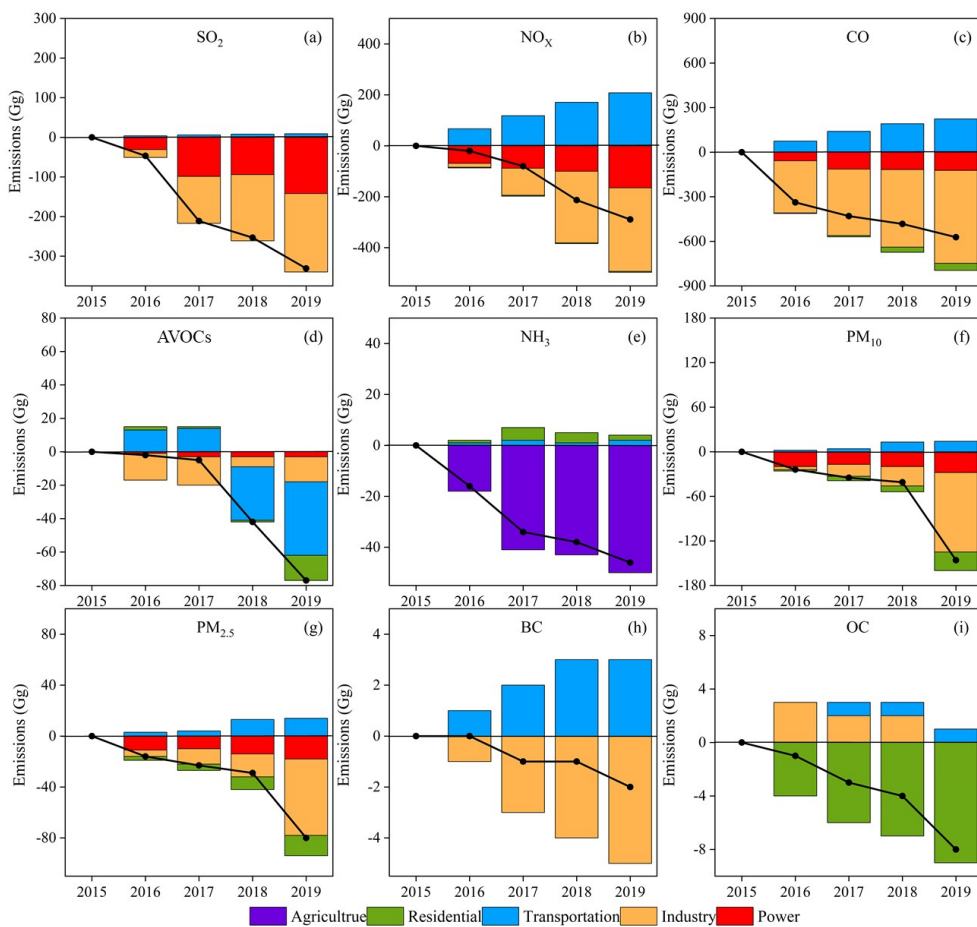 300
200
100
0
-100
-200
-300
Emissions (Gg)
SO2
(a)
2015 2016 2017 2018 2019
400
200
0
-200
-400
Emissions (Gg)
NOX
(b)
2015 2016 2017 2018 2019
900
600
300
0
-300
-600
-900
Emissions (Gg)
CO
(c)
2015 2016 2017 2018 2019
80
60
40
20
0
-20
-40
-60
-80
Emissions (Gg)
AVOCs
(d)
2015 2016 2017 2018 2019
40
20
0
-20
-40
Emissions (Gg)
NH3
(e)
2015 2016 2017 2018 2019
180
120
60
0
-60
-120
-180
Emissions (Gg)
PM10
(f)
2015 2016 2017 2018 2019
80
40
0
-40
-80
Emissions (Gg)
PM2.5
(g)
2015 2016 2017 2018 2019
4
2
0
-2
-4
Emissions (Gg)
BC
(h)
2015 2016 2017 2018 2019
8
4
0
-4
-8
Emissions (Gg)
OC
(i)
2015 2016 2017 2018 2019
Agricultrue Residential Transportation Industry Power